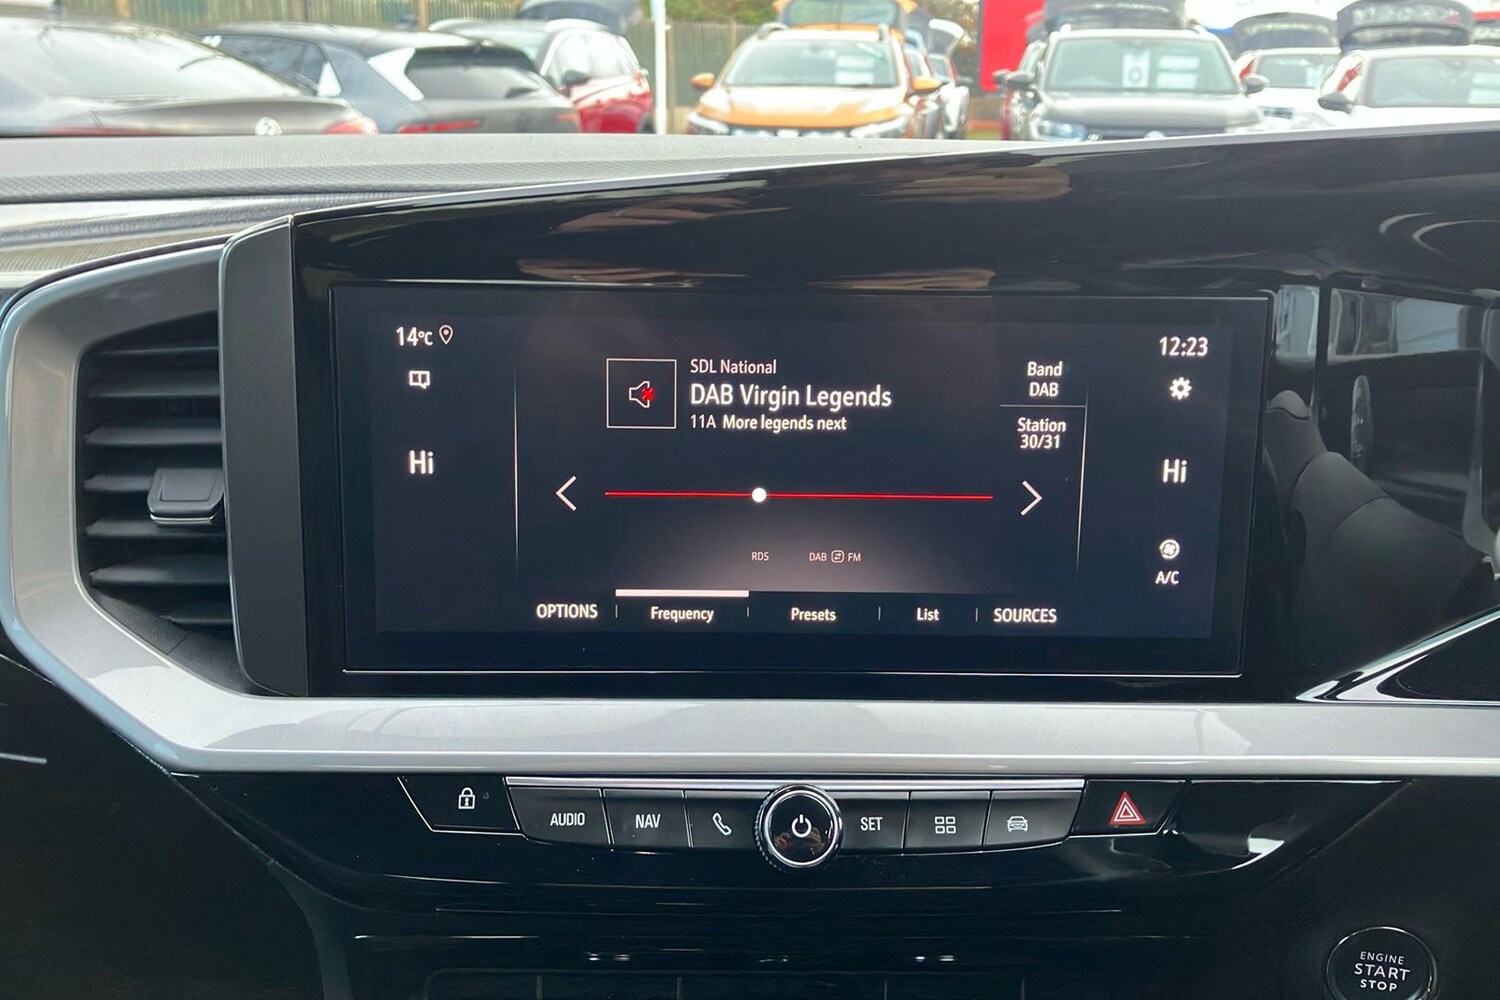 14°C
12:23
SDL National
DAB Virgin Legends
11A More legends next
Band
DAB
Station
30/31
Hi
Hi
RDS
DAB FM
A/C
OPTIONS
Frequency
Presets
List
SOURCES
AUDIO
NAV
SET
ENGINE
START
STOP